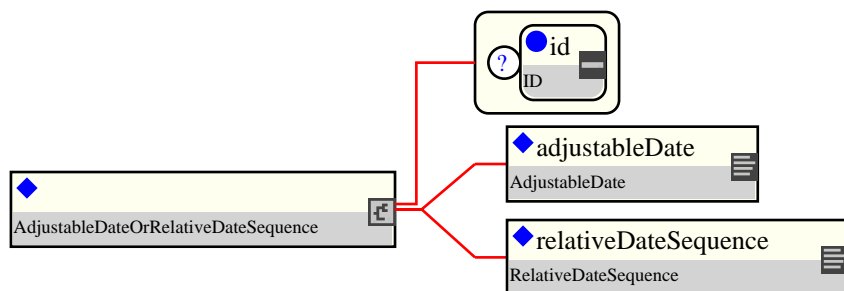 id
?
ID
adjustableDate
AdjustableDate
AdjustableDateOrRelativeDateSequence
relativeDateSequence
RelativeDateSequence